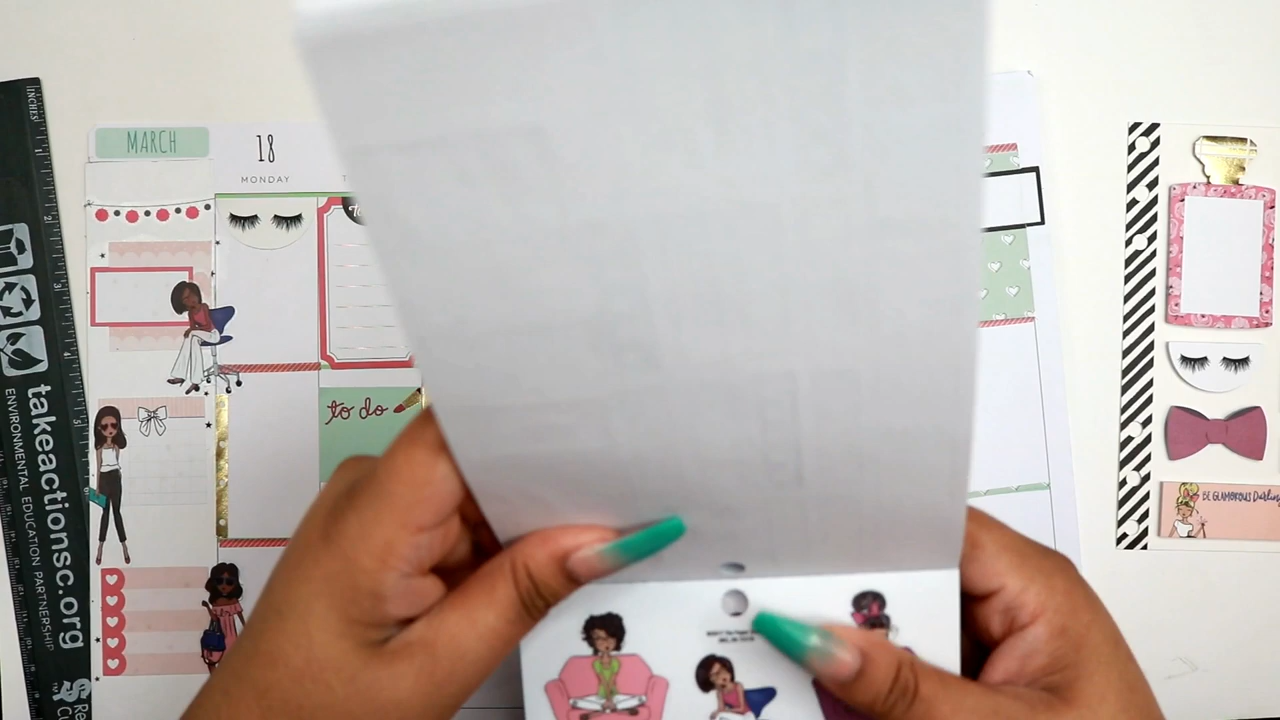 INCHES
takeactionsc.org
ENVIRONMENTAL EDUCATION PARTNERSHIP
MARCH
18
MONDAY
to do
BE GLAMOROUS Darling